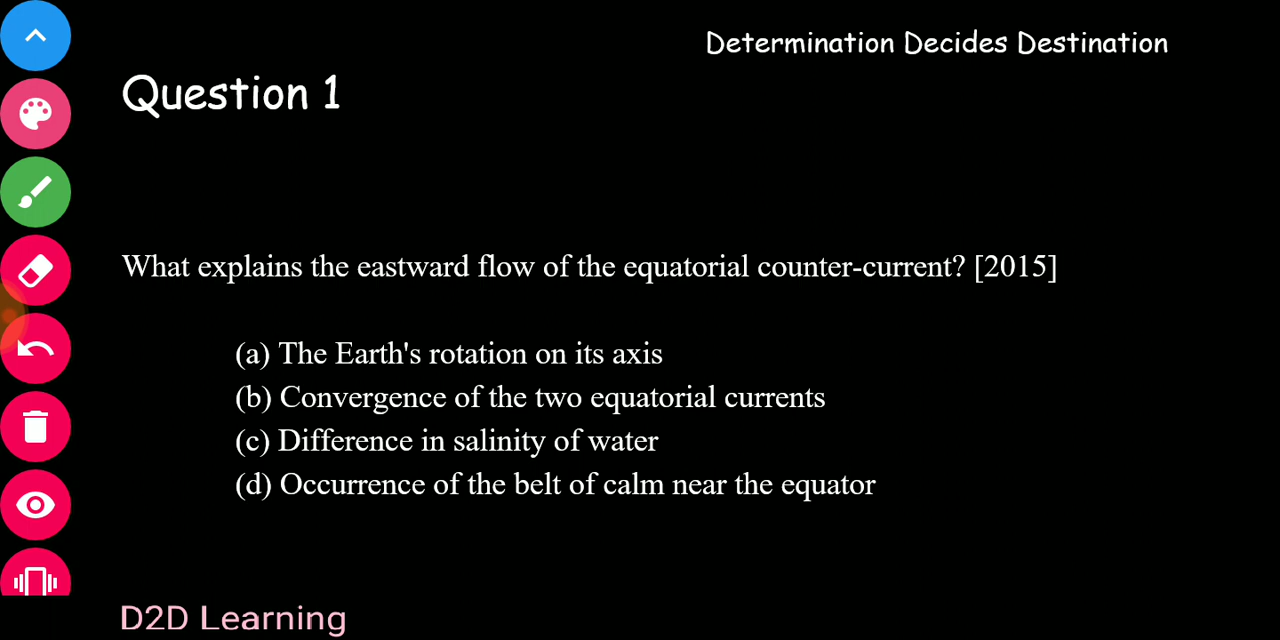 Determination Decides Destination
Question 1
What explains the eastward flow of the equatorial counter-current? [2015]
(a) The Earth's rotation on its axis
(b) Convergence of the two equatorial currents
(c) Difference in salinity of water
(d) Occurrence of the belt of calm near the equator
D2D Learning